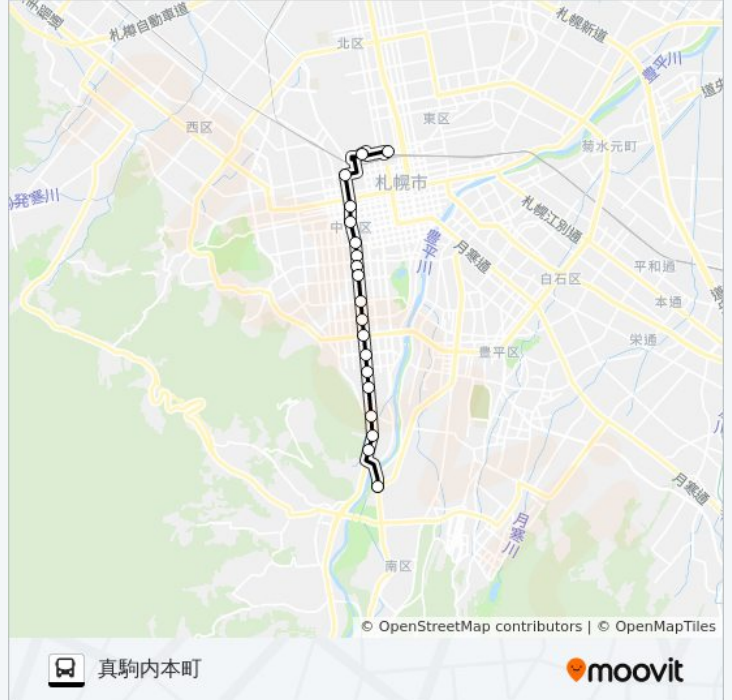 札幌新道
札樽自動車道
北区
豊平川
道央
東区
西区
菊水元町
札幌市
発寒川
札幌江別通
中
区
豊平川
月寒通
平和通
白石区
本通
栄通
豊平区
月寒通
月寒川
南区
© OpenStreetMap contributors | © OpenMapTiles
真駒内本町
moovit